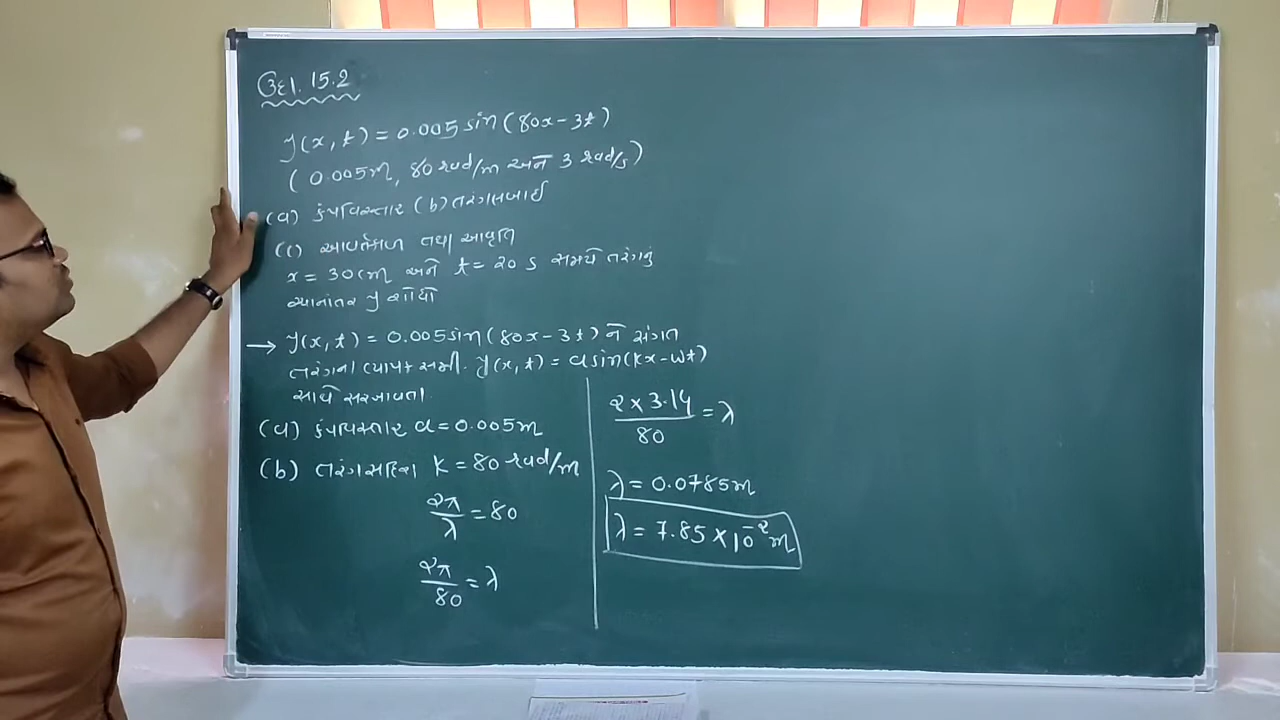 ઉદા. 15.2
y(x, t) = 0.005 sin(80x - 3t)
( 0.005m, 80 rad/m અને 3 rad/s )
(a) કંપવિસ્તાર (b) તરંગલંબાઈ
(c) આવર્તકાળ તથા આવૃતિ
x = 30cm અને t = 20 s સમયે તરંગનું
સ્થાનાંતર y શોધો
→ y(x, t) = 0.005 sin(80x - 3t) ને સંગત
તરંગના વ્યાપક સમી. y(x, t) = a sin(kx - wt)
સાથે સરખાવતા.
(a) કંપવિસ્તાર a = 0.005m
(b) તરંગસદિશ k = 80 rad/m
2π/λ = 80
2π/80 = λ
2 x 3.14/80 = λ
λ = 0.0785m
λ = 7.85 x 10⁻²m